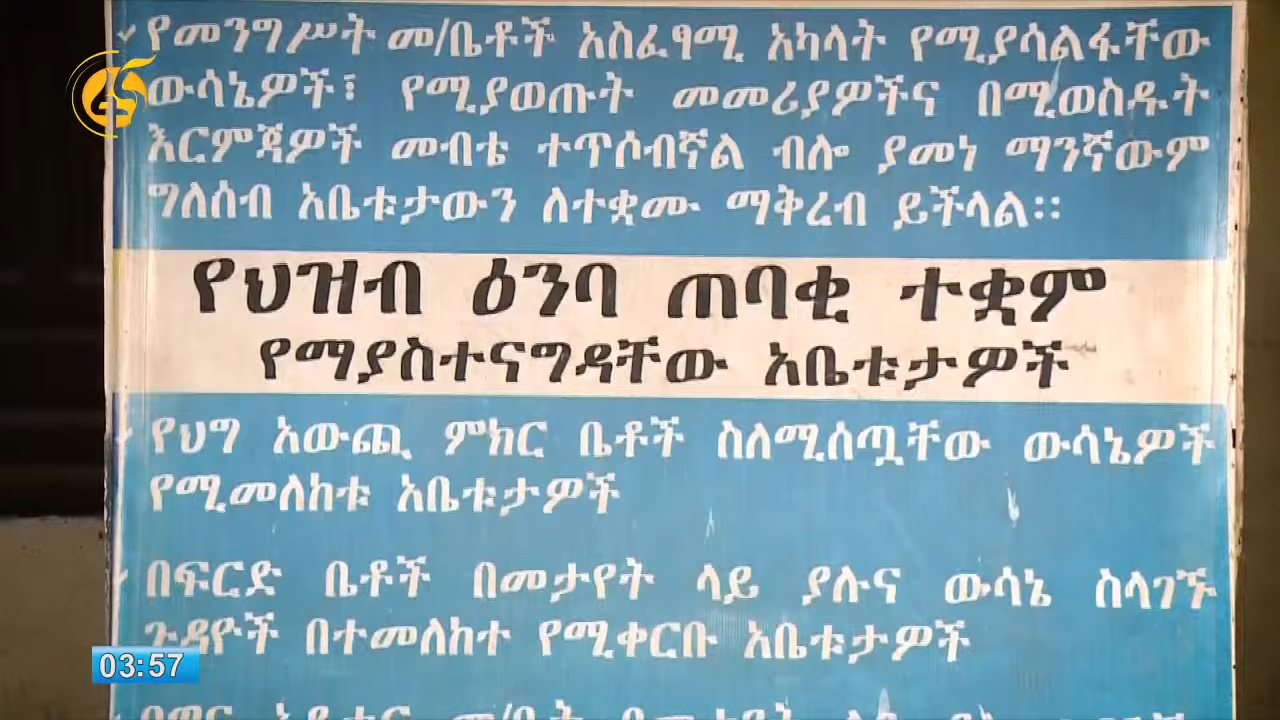 የመንግሥት መ/ቤቶች አስፈፃሚ አካላት የሚያሳልፋቸው
ውሳኔዎች፣ የሚያወጡት መመሪያዎችና በሚወስዱት
እርምጃዎች መብቴ ተጥሶብኛል ብሎ ያመነ ማንኛውም
ግለሰብ አቤቱታውን ለተቋሙ ማቅረብ ይችላል፡፡
የህዝብ ዕንባ ጠባቂ ተቋም
የማያስተናግዳቸው አቤቱታዎች
የህግ አውጪ ምክር ቤቶች ስለሚሰጧቸው ውሳኔዎች
የሚመለከቱ አቤቱታዎች
በፍርድ ቤቶች በመታየት ላይ ያሉና ውሳኔ ስላገኙ
ጉዳዮች በተመለከተ የሚቀርቡ አቤቱታዎች
03:57